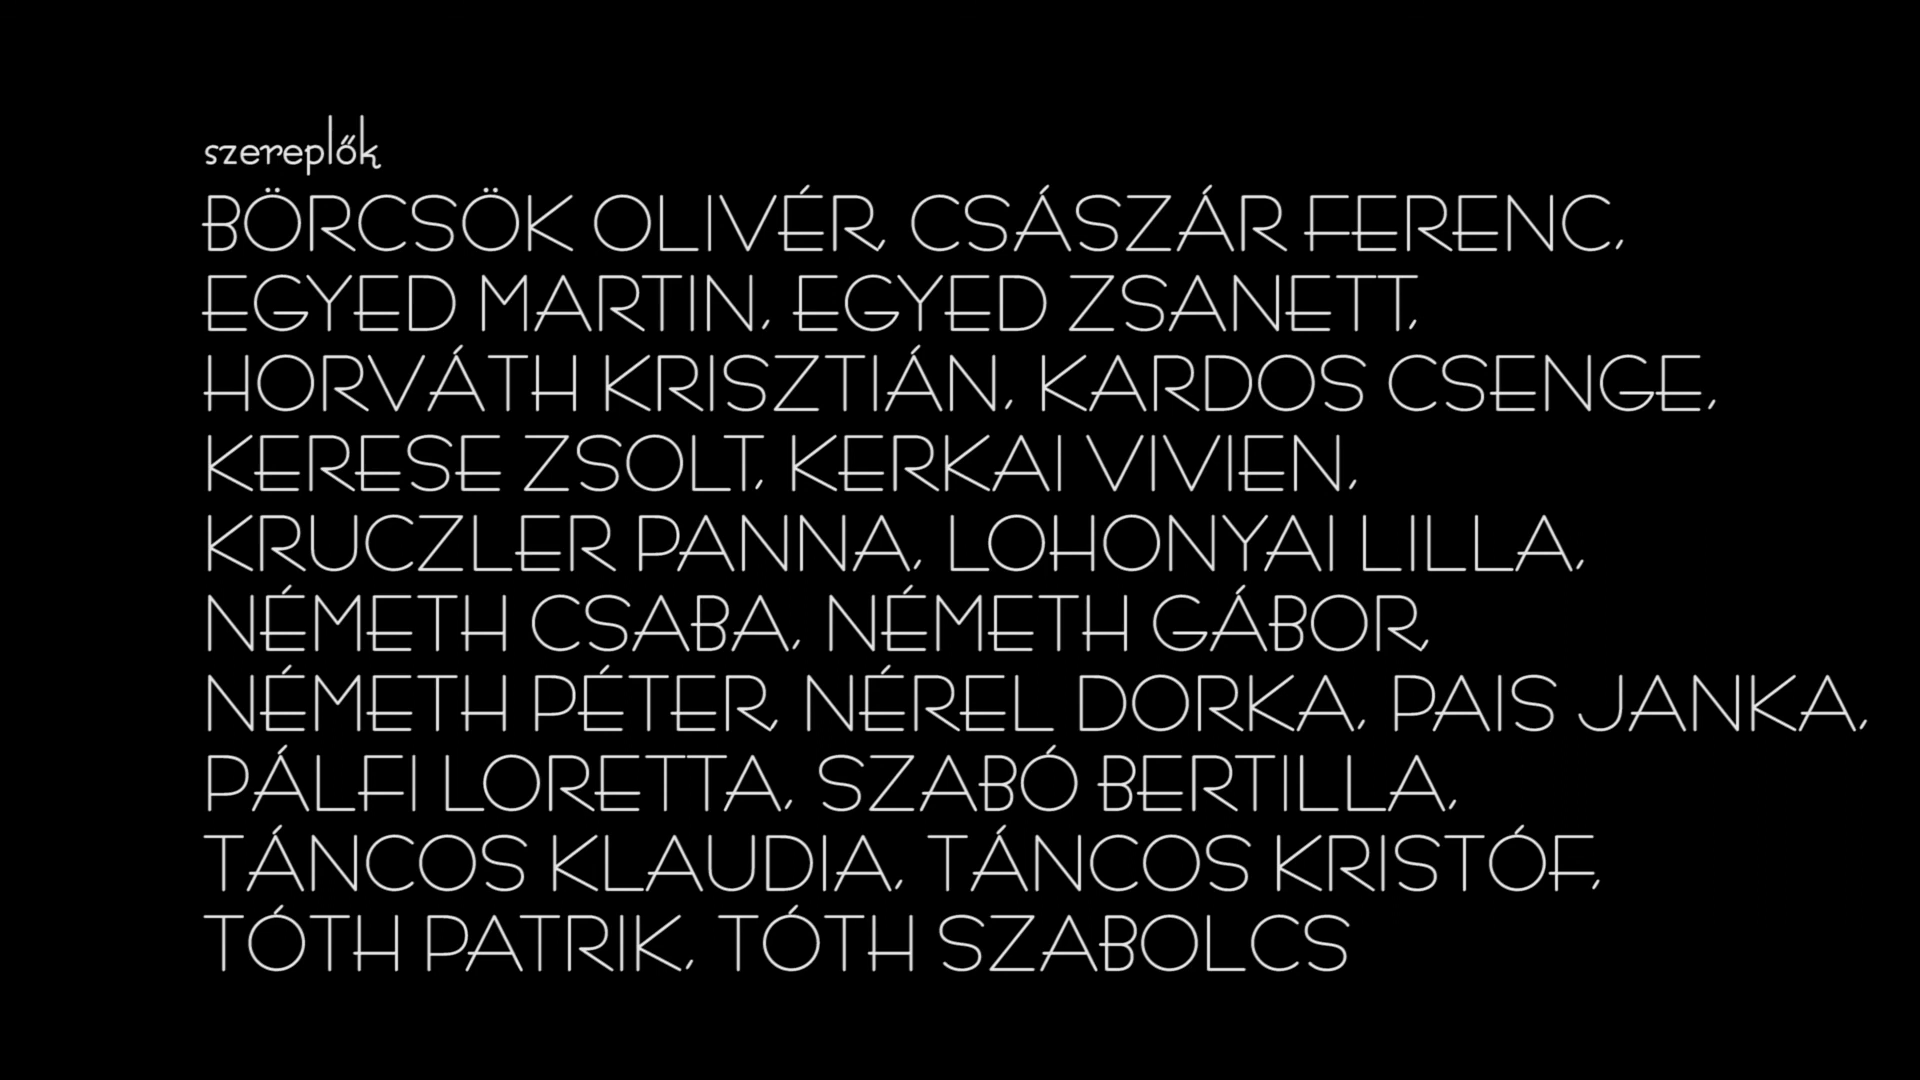 szereplők
BÖRCSÖK OLIVÉR, CSÁSZÁR FERENC,
EGYED MARTIN, EGYED ZSANETT,
HORVÁTH KRISZTIÁN, KARDOS CSENGE,
KERESE ZSOLT, KERKAI VIVIEN,
KRUCZLER PANNA, LOHONYAI LILLA,
NÉMETH CSABA, NÉMETH GÁBOR,
NÉMETH PÉTER, NÉREL DORKA, PAIS JANKA,
PÁLFI LORETTA, SZABÓ BERTILLA,
TÁNCOS KLAUDIA, TÁNCOS KRISTÓF,
TÓTH PATRIK, TÓTH SZABOLCS